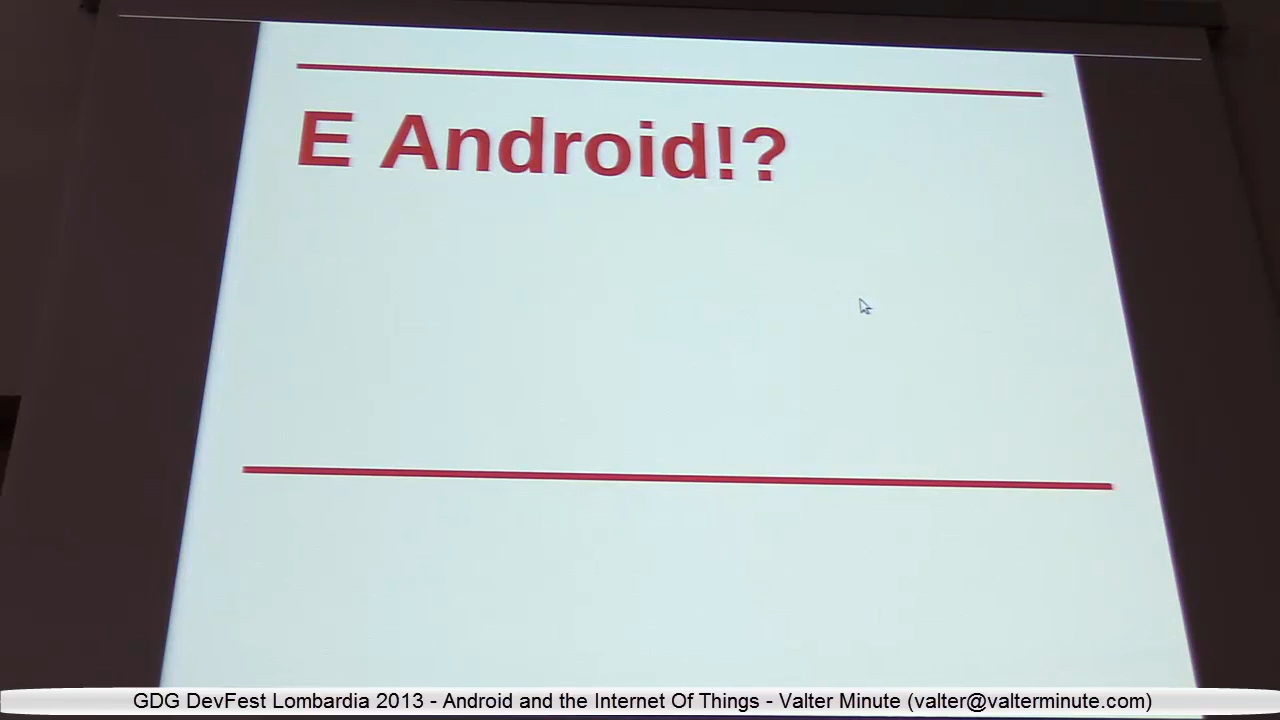 E Android!?
GDG DevFest Lombardia 2013 - Android and the Internet Of Things - Valter Minute (valter@valterminute.com)